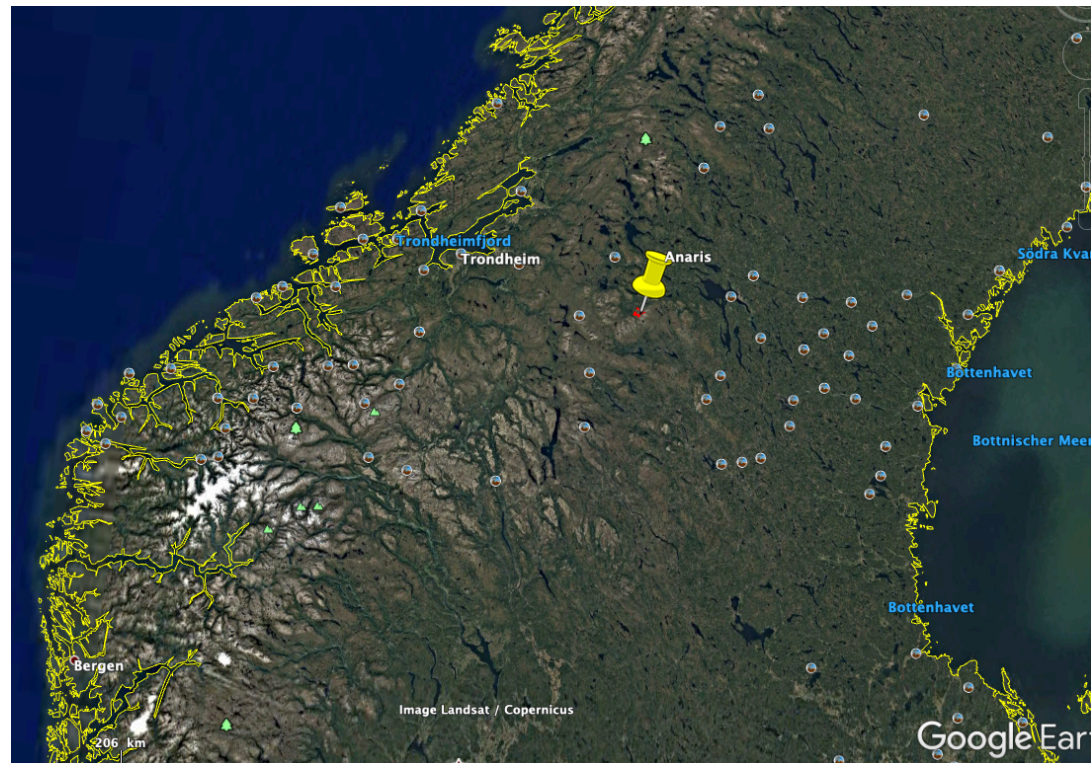 Trondheimfjord
Trondheim
Anaris
Södra Kvar
Bottenhavet
Bottnischer Meer
Bottenhavet
Bergen
Image Landsat / Copernicus
206 km
Google Eart